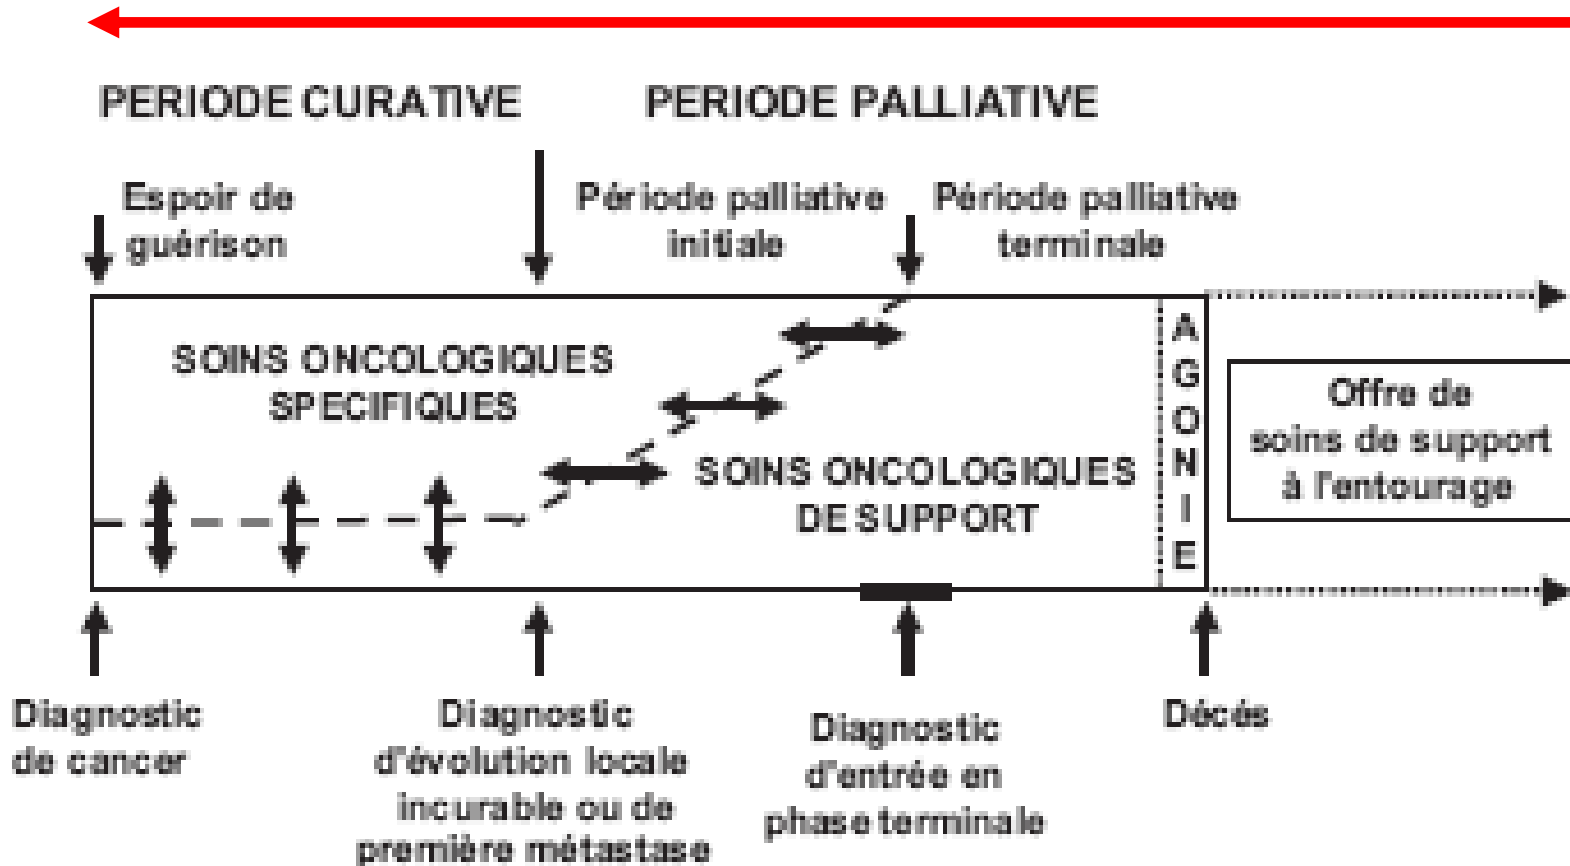 PERIODE CURATIVE
PERIODE PALLIATIVE
Espoir de
guérison
Période palliative
initiale
Période palliative
terminale
SOINS ONCOLOGIQUES
SPECIFIQUES
SOINS ONCOLOGIQUES
DE SUPPORT
A
G
O
N
I
E
Offre de
soins de support
à l'entourage
Diagnostic
de cancer
Diagnostic
d'évolution locale
incurable ou de
première métastase
Diagnostic
d'entrée en
phase terminale
Décés